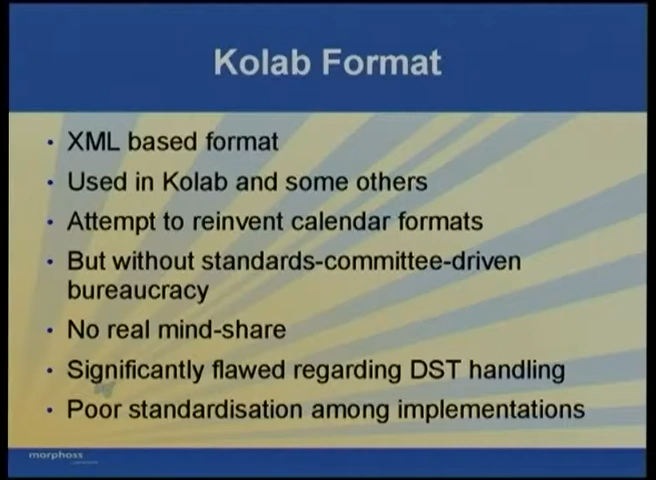 Kolab Format
• XML based format
• Used in Kolab and some others
• Attempt to reinvent calendar formats
• But without standards-committee-driven
bureaucracy
• No real mind-share
• Significantly flawed regarding DST handling
• Poor standardisation among implementations
morphoss